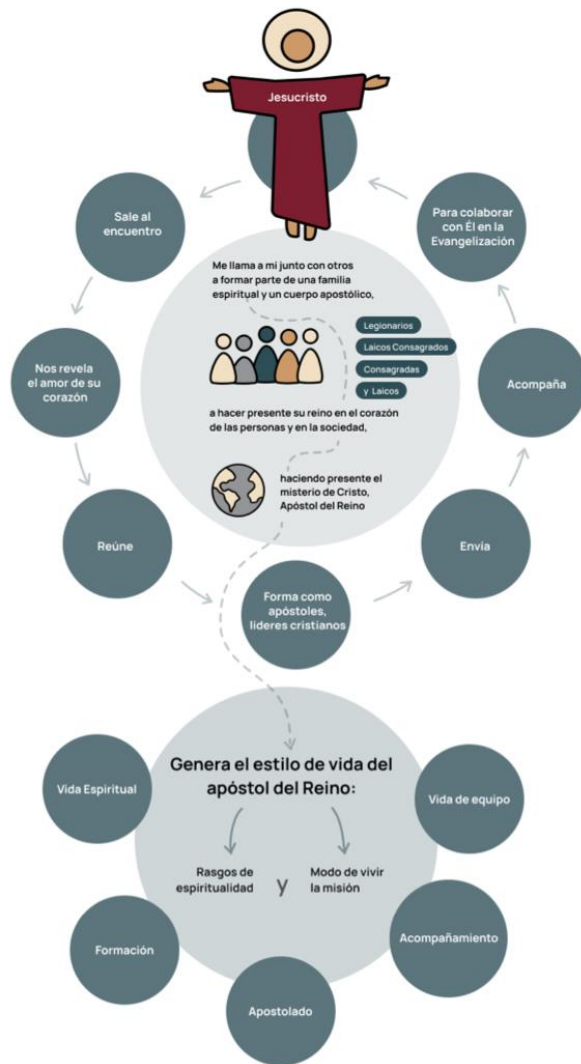 Jesucristo
Sale al
encuentro
Para colaborar
con Él en la
Evangelización
Me llama a mi junto con otros
a formar parte de una familia
espiritual y un cuerpo apostólico,
Legionarios
Laicos Consagrados
Consagradas
y Laicos
Nos revela
el amor de su
corazón
Acompaña
a hacer presente su reino en el corazón
de las personas y en la sociedad,
haciendo presente el
misterio de Cristo,
Apóstol del Reino
Reúne
Envía
Forma como
apóstoles,
líderes cristianos
Genera el estilo de vida del
apóstol del Reino:
Vida Espiritual
Vida de equipo
Rasgos de
espiritualidad
y
Modo de vivir
la misión
Formación
Acompañamiento
Apostolado